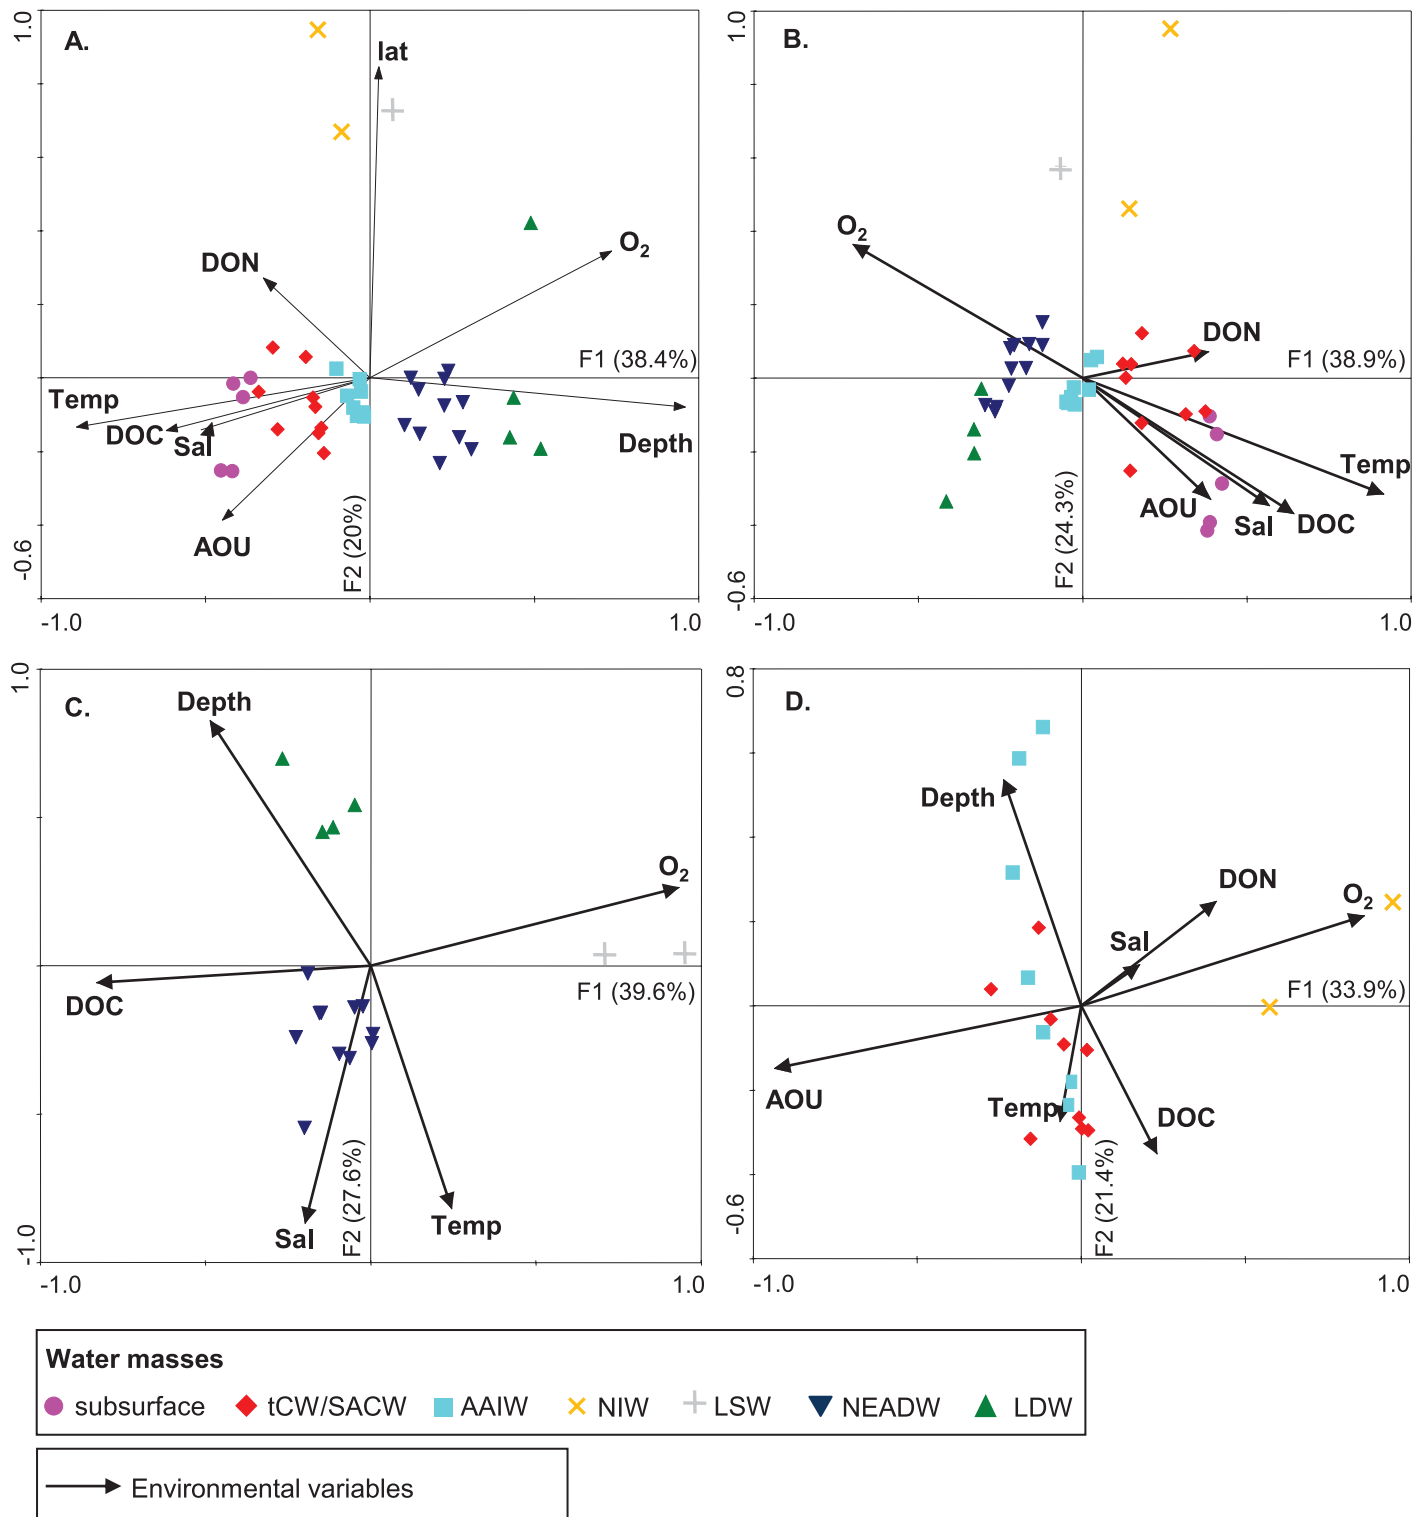 A.
1.0
-0.6
-1.0
1.0
lat
O2
DON
F1 (38.4%)
Temp
DOC
Sal
Depth
AOU
F2 (20%)
B.
1.0
-0.6
-1.0
1.0
O2
DON
F1 (38.9%)
Temp
AOU
Sal
DOC
F2 (24.3%)
C.
1.0
-1.0
-1.0
1.0
Depth
O2
F1 (39.6%)
DOC
Sal
Temp
F2 (27.6%)
D.
0.8
-0.6
-1.0
1.0
Depth
DON
O2
Sal
F1 (33.9%)
AOU
Temp
DOC
F2 (21.4%)
Water masses
subsurface tCW/SACW AAIW NIW LSW NEADW LDW
Environmental variables